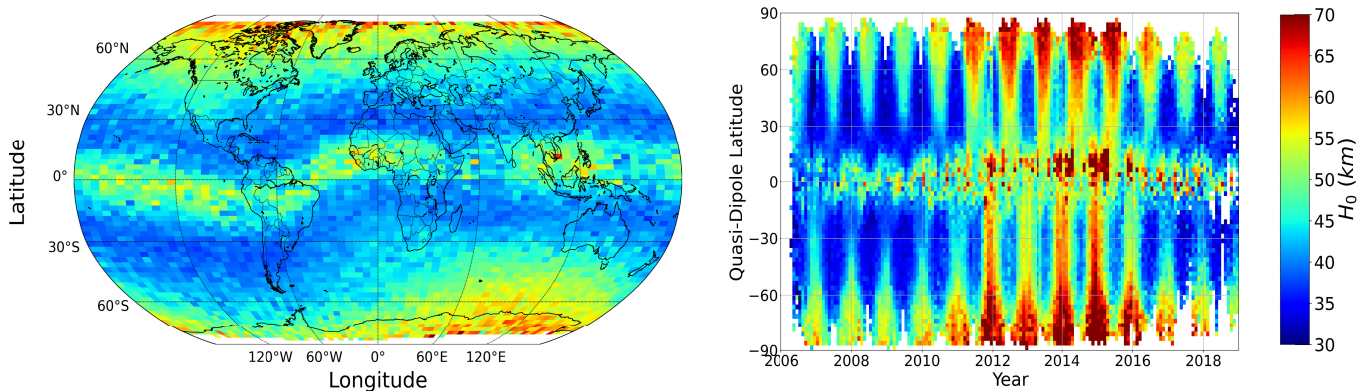 60°N
30°N
0°
30°S
60°S
Latitude
120°W 60°W 0° 60°E 120°E
Longitude
90
60
30
0
−30
−60
−90
Quasi-Dipole Latitude
2006 2008 2010 2012 2014 2016 2018
Year
70
65
60
55
50
45
40
35
30
H₀ (km)